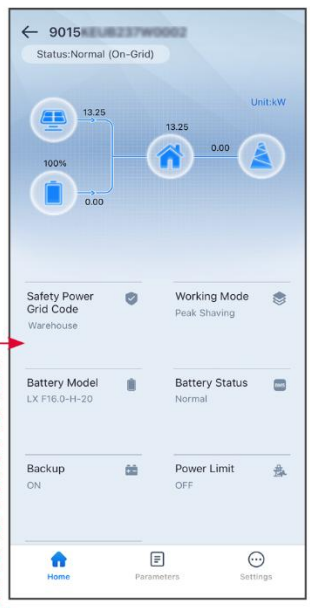 9015
Status:Normal (On-Grid)
Unit:kW
13.25
13.25
0.00
100%
0.00
Safety Power
Grid Code
Warehouse
Working Mode
Peak Shaving
Battery Model
LX F16.0-H-20
Battery Status
Normal
Backup
ON
Power Limit
OFF
Home
Parameters
Settings